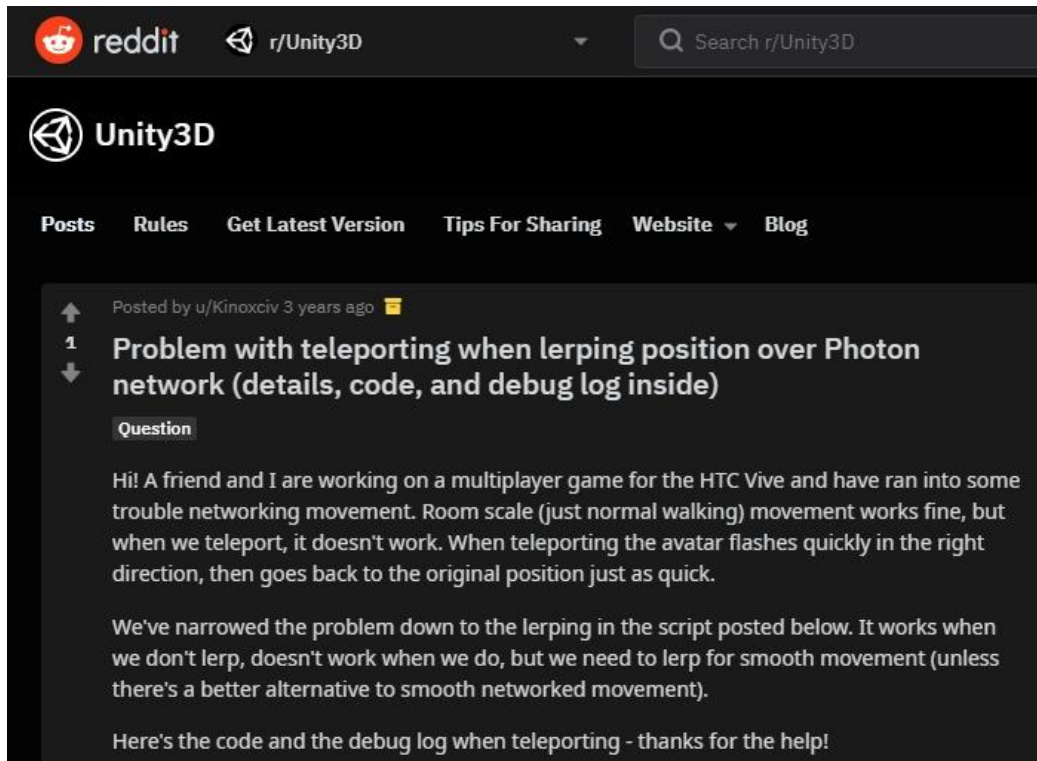 reddit r/Unity3D Search r/Unity3D
Unity3D
Posts Rules Get Latest Version Tips For Sharing Website Blog
Posted by u/Kinoxciv 3 years ago
1
Problem with teleporting when lerping position over Photon
network (details, code, and debug log inside)
Question
Hi! A friend and I are working on a multiplayer game for the HTC Vive and have ran into some
trouble networking movement. Room scale (just normal walking) movement works fine, but
when we teleport, it doesn't work. When teleporting the avatar flashes quickly in the right
direction, then goes back to the original position just as quick.
We've narrowed the problem down to the lerping in the script posted below. It works when
we don't lerp, doesn't work when we do, but we need to lerp for smooth movement (unless
there's a better alternative to smooth networked movement).
Here's the code and the debug log when teleporting - thanks for the help!